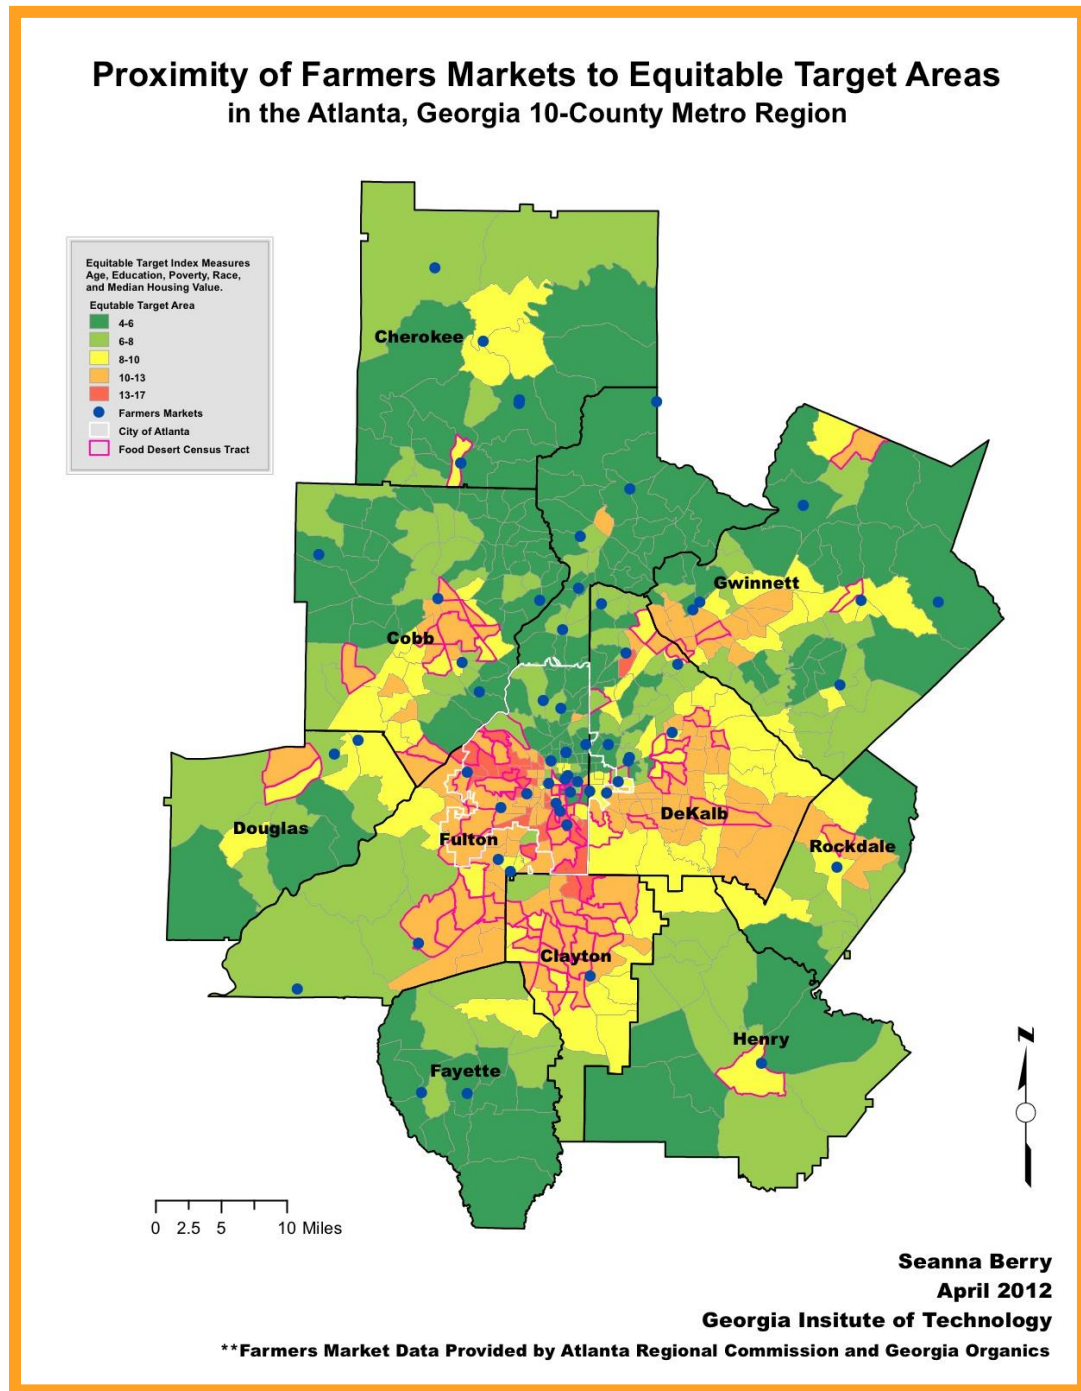 Proximity of Farmers Markets to Equitable Target Areas
in the Atlanta, Georgia 10-County Metro Region
Equitable Target Index Measures
Age, Education, Poverty, Race,
and Median Housing Value.
Equtable Target Area
4-6
6-8
8-10
10-13
13-17
Farmers Markets
City of Atlanta
Food Desert Census Tract
Cherokee
Gwinnett
Cobb
DeKalb
Douglas
Fulton
Rockdale
Clayton
Henry
Fayette
N
0 2.5 5 10 Miles
Seanna Berry
April 2012
Georgia Insitute of Technology
**Farmers Market Data Provided by Atlanta Regional Commission and Georgia Organics